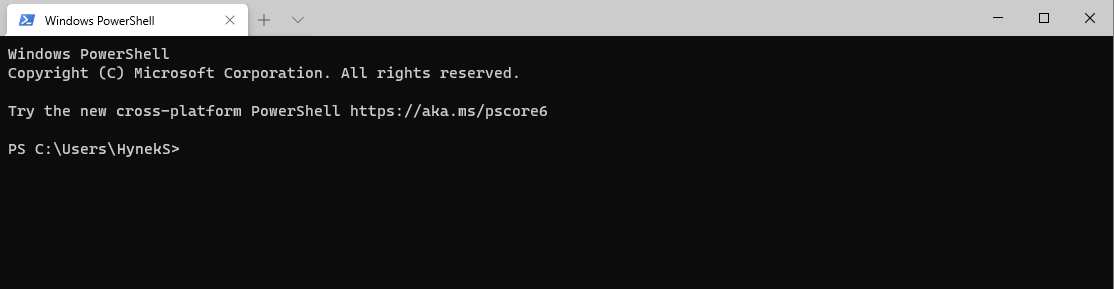 Windows PowerShell
Windows PowerShell
Copyright (C) Microsoft Corporation. All rights reserved.
Try the new cross-platform PowerShell https://aka.ms/pscore6
PS C:\Users\HynekS>